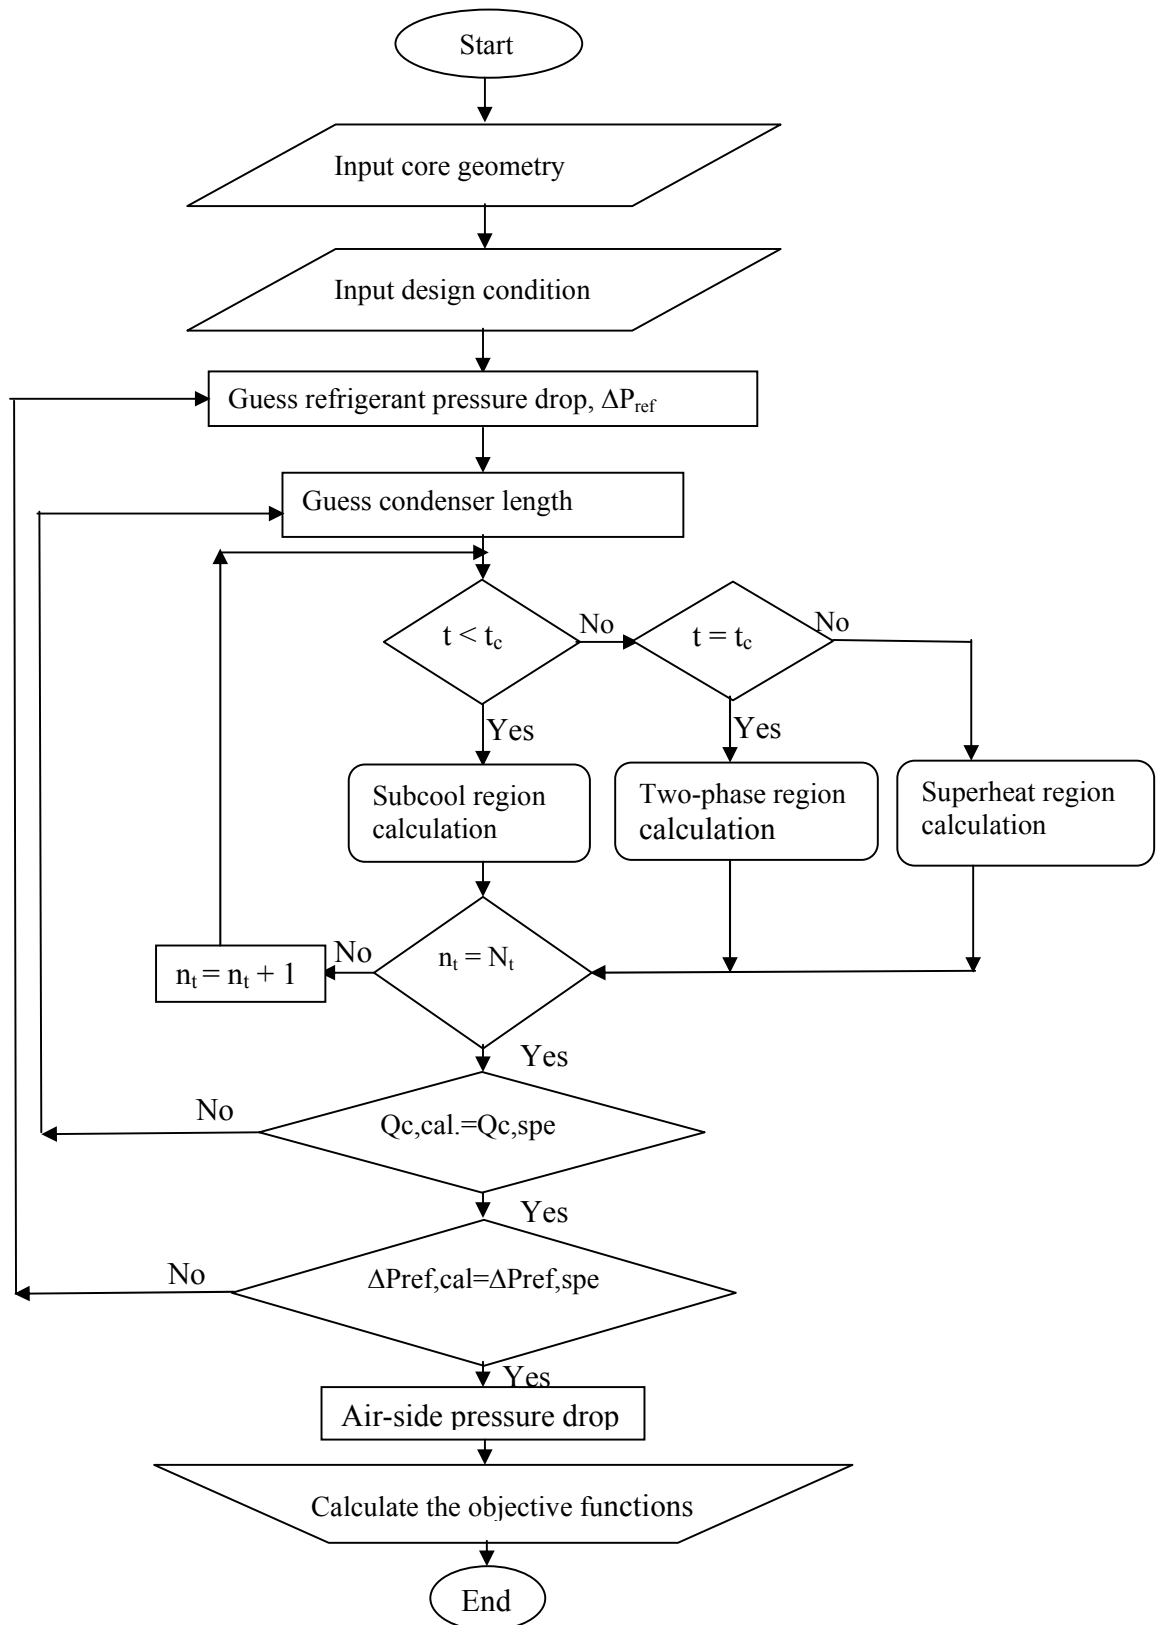 Start
Input core geometry
Input design condition
Guess refrigerant pressure drop, ΔPref
Guess condenser length
t < tc
No
t = tc
No
Yes
Yes
Subcool region
calculation
Two-phase region
calculation
Superheat region
calculation
nt = nt + 1
No
nt = Nt
Yes
No
Qc,cal.=Qc,spe
Yes
No
ΔPref,cal=ΔPref,spe
Yes
Air-side pressure drop
Calculate the objective functions
End